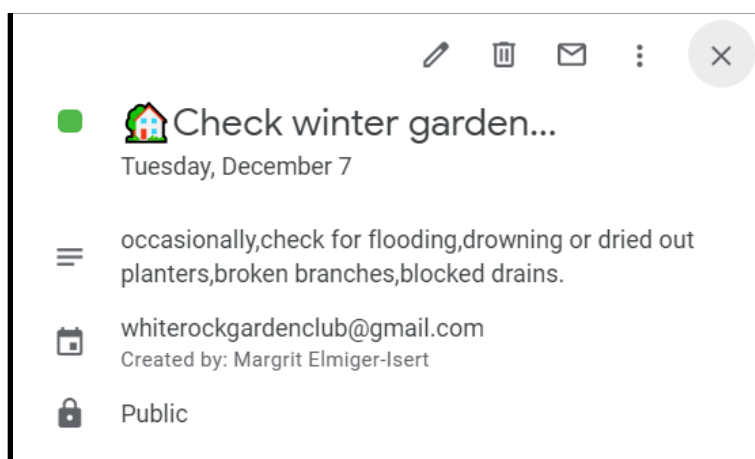 🏡Check winter garden...
Tuesday, December 7
occasionally,check for flooding,drowning or dried out
planters,broken branches,blocked drains.
whiterockgardenclub@gmail.com
Created by: Margrit Elmiger-Isert
Public